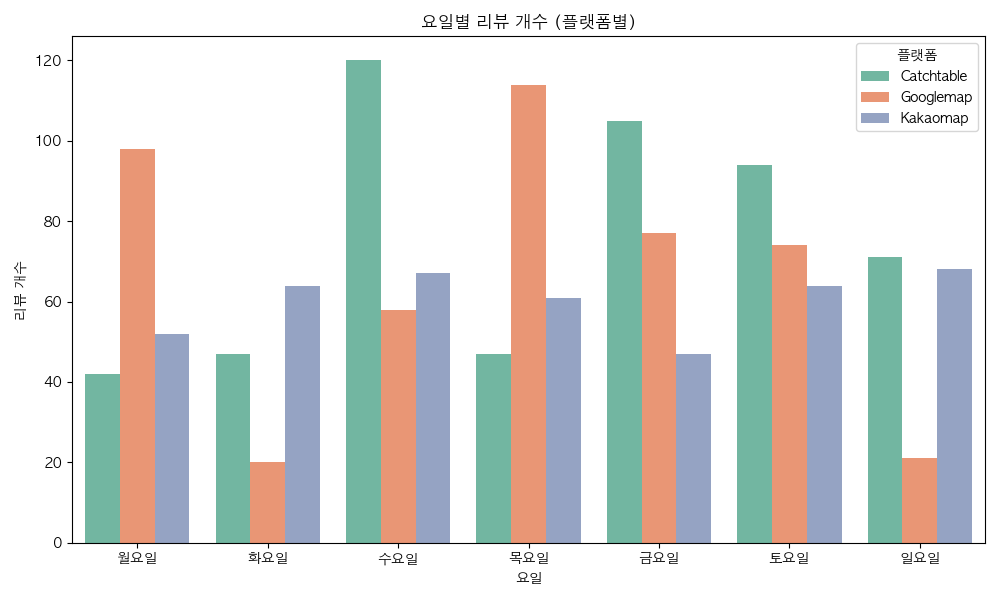 요일별 리뷰 개수 (플랫폼별)
플랫폼
Catchtable
Googlemap
Kakaomap
리뷰 개수
120
100
80
60
40
20
0
월요일 화요일 수요일 목요일 금요일 토요일 일요일
요일